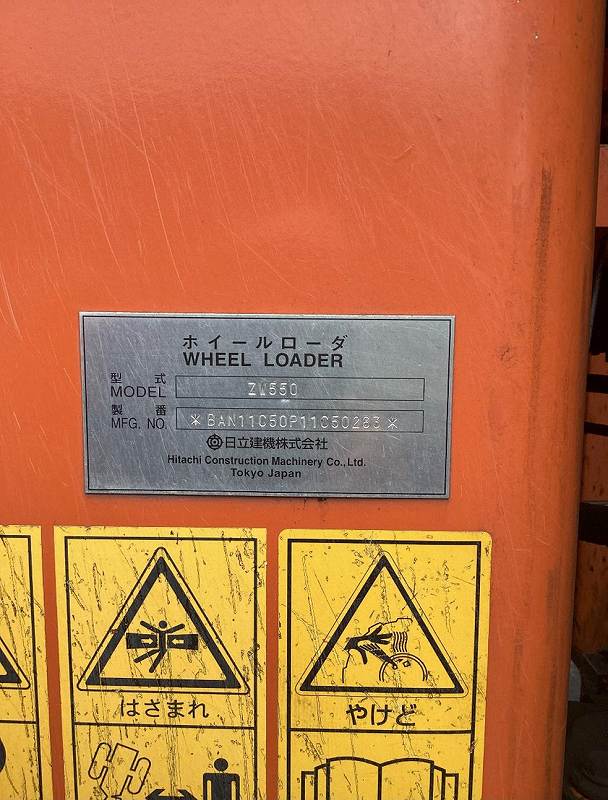 ホイールローダ
WHEEL LOADER
型式
MODEL
ZW550
製番
MFG. NO.
*BAN11C50P11C50283*
日立建機株式会社
Hitachi Construction Machinery Co., Ltd.
Tokyo Japan
はさまれ
やけど